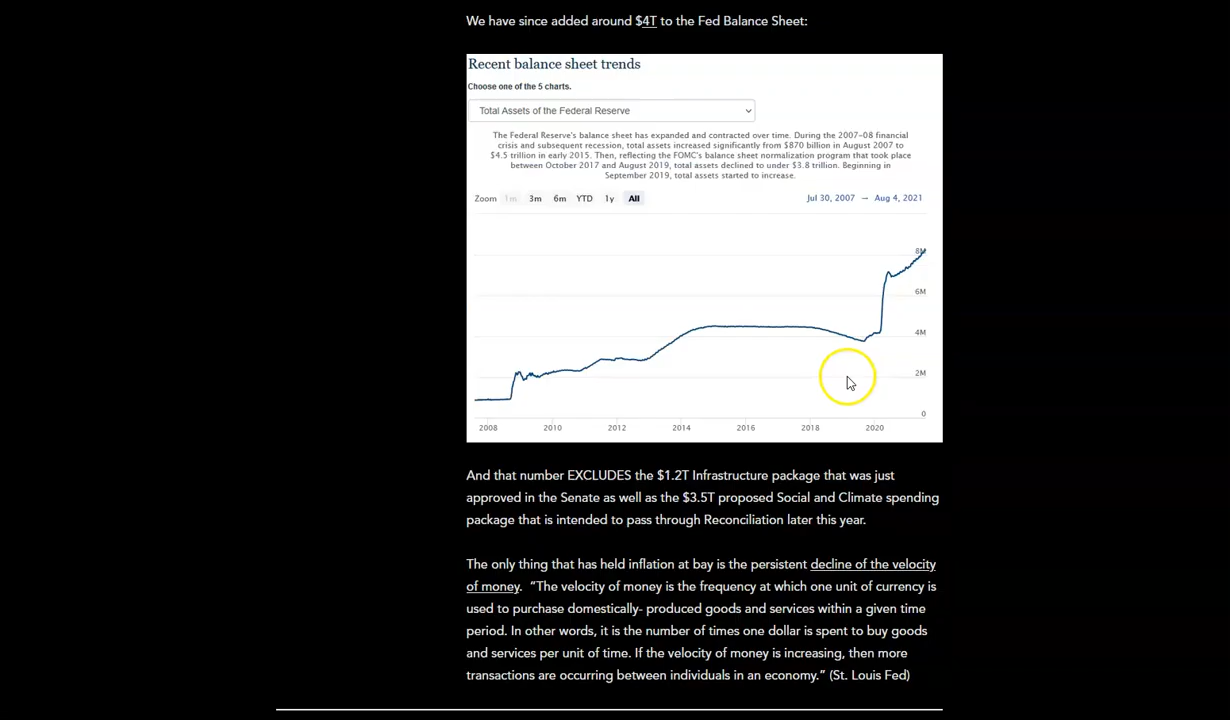 We have since added around $4T to the Fed Balance Sheet:
Recent balance sheet trends
Choose one of the 5 charts.
Total Assets of the Federal Reserve
The Federal Reserve's balance sheet has expanded and contracted over time. During the 2007-08 financial
crisis and subsequent recession, total assets increased significantly from $870 billion in August 2007 to
$4.5 trillion in early 2015. Then, reflecting the FOMC's balance sheet normalization program that took place
between October 2017 and August 2019, total assets declined to under $3.8 trillion. Beginning in
September 2019, total assets started to increase.
Zoom 1m 3m 6m YTD 1y All Jul 30, 2007 → Aug 4, 2021
8M
6M
4M
2M
0
2008 2010 2012 2014 2016 2018 2020
And that number EXCLUDES the $1.2T Infrastructure package that was just
approved in the Senate as well as the $3.5T proposed Social and Climate spending
package that is intended to pass through Reconciliation later this year.
The only thing that has held inflation at bay is the persistent decline of the velocity
of money. “The velocity of money is the frequency at which one unit of currency is
used to purchase domestically- produced goods and services within a given time
period. In other words, it is the number of times one dollar is spent to buy goods
and services per unit of time. If the velocity of money is increasing, then more
transactions are occurring between individuals in an economy.” (St. Louis Fed)